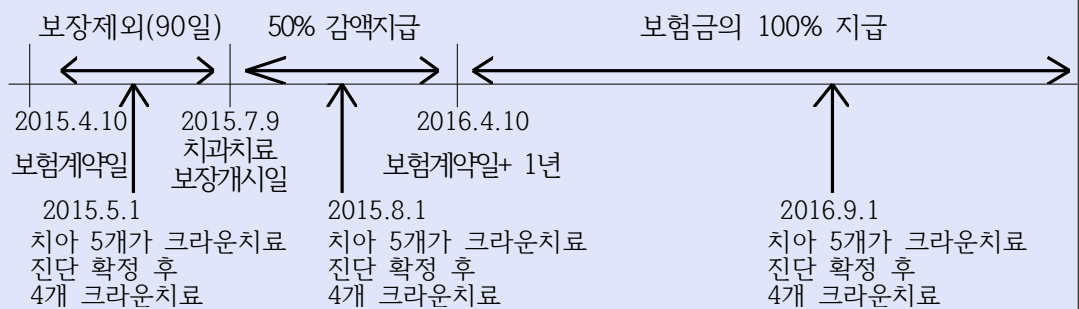 보장제외(90일) 50% 감액지급 보험금의 100% 지급
2015.4.10 2015.7.9 2016.4.10
보험계약일 치과치료 보장개시일 보험계약일+ 1년
2015.5.1 2015.8.1 2016.9.1
치아 5개가 크라운치료 치아 5개가 크라운치료 치아 5개가 크라운치료
진단 확정 후 진단 확정 후 진단 확정 후
4개 크라운치료 4개 크라운치료 4개 크라운치료